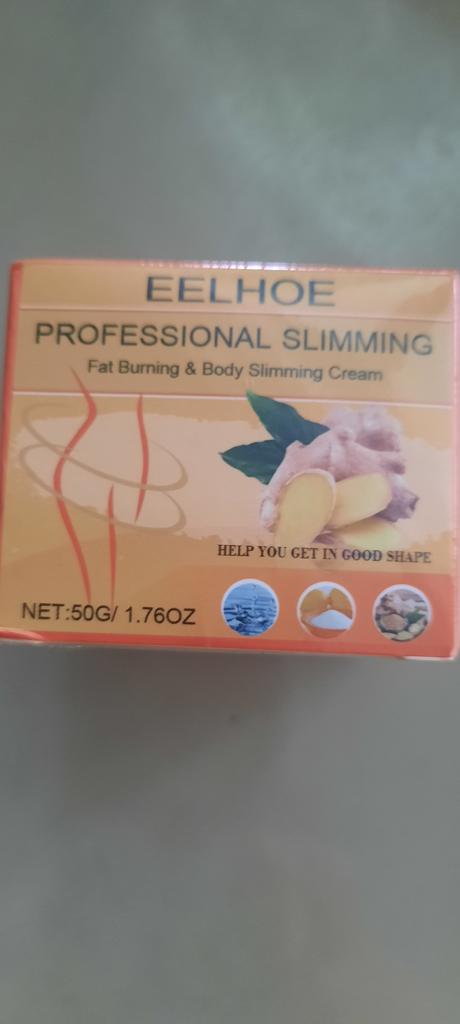 EELHOE
PROFESSIONAL SLIMMING
Fat Burning & Body Slimming Cream
HELP YOU GET IN GOOD SHAPE
NET:50G/ 1.76OZ